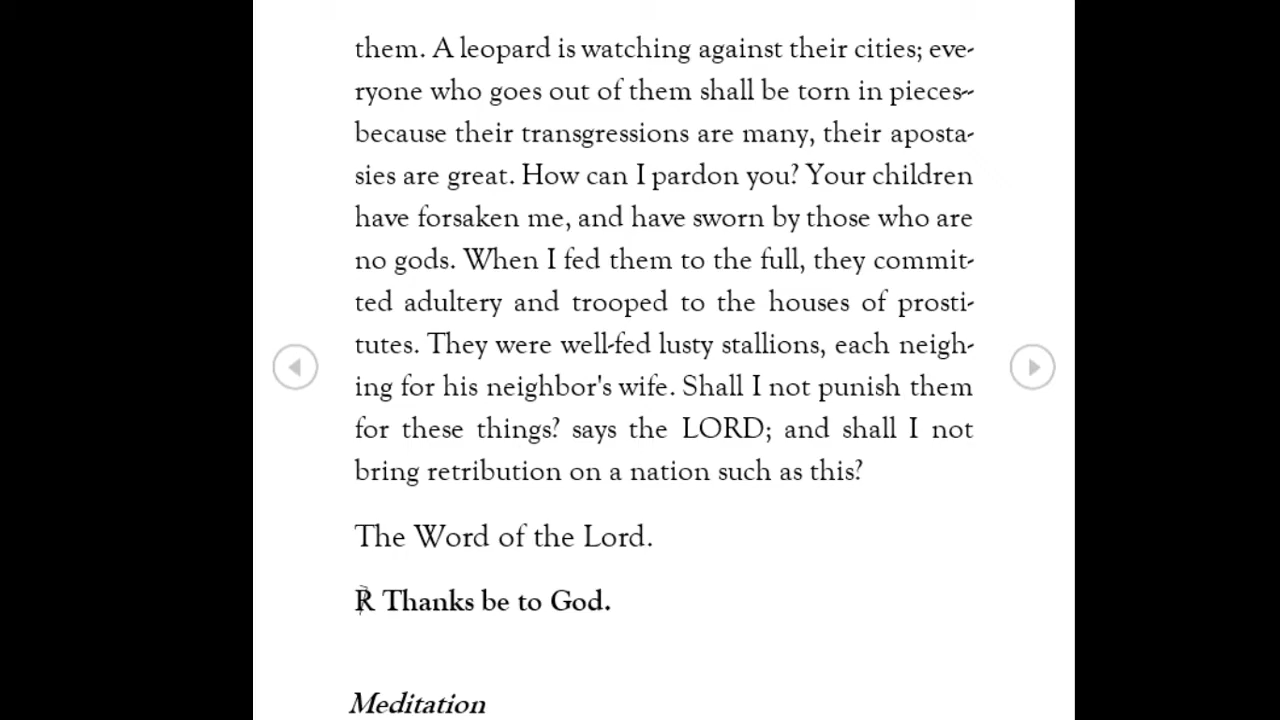 them. A leopard is watching against their cities; eve-
ryone who goes out of them shall be torn in pieces--
because their transgressions are many, their aposta-
sies are great. How can I pardon you? Your children
have forsaken me, and have sworn by those who are
no gods. When I fed them to the full, they commit-
ted adultery and trooped to the houses of prosti-
tutes. They were well-fed lusty stallions, each neigh-
ing for his neighbor's wife. Shall I not punish them
for these things? says the LORD; and shall I not
bring retribution on a nation such as this?
The Word of the Lord.
℟ Thanks be to God.
Meditation